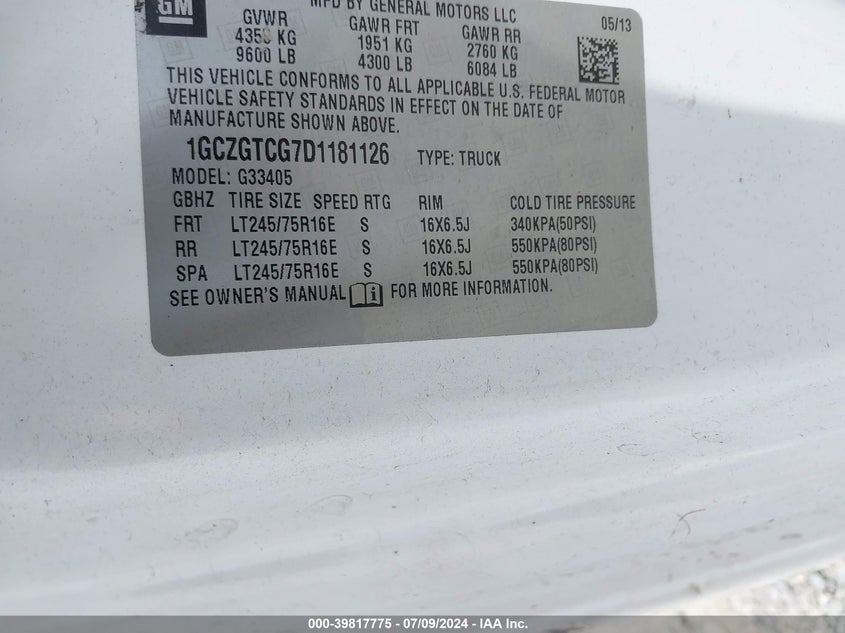 GM
MFD BY GENERAL MOTORS LLC
05/13
GVWR GAWR FRT GAWR RR
4355 KG 1951 KG 2760 KG
9600 LB 4300 LB 6084 LB
THIS VEHICLE CONFORMS TO ALL APPLICABLE U.S. FEDERAL MOTOR
VEHICLE SAFETY STANDARDS IN EFFECT ON THE DATE OF
MANUFACTURE SHOWN ABOVE.
1GCZGTCG7D1181126 TYPE: TRUCK
MODEL: G33405
GBHZ TIRE SIZE SPEED RTG RIM COLD TIRE PRESSURE
FRT LT245/75R16E S 16X6.5J 340KPA(50PSI)
RR LT245/75R16E S 16X6.5J 550KPA(80PSI)
SPA LT245/75R16E S 16X6.5J 550KPA(80PSI)
SEE OWNER'S MANUAL FOR MORE INFORMATION.
000-39817775 - 07/09/2024 - IAA Inc.